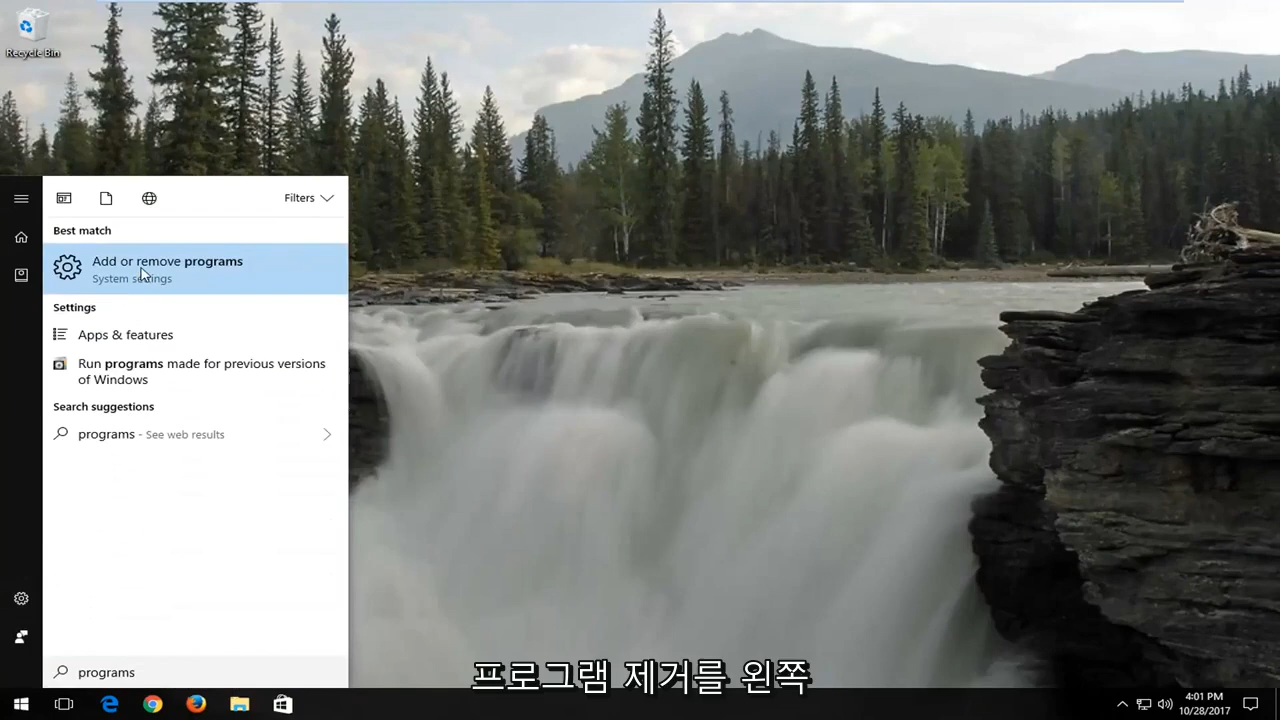 Recycle Bin
Filters
Best match
Add or remove programs
System settings
Settings
Apps & features
Run programs made for previous versions
of Windows
Search suggestions
programs - See web results
programs
프로그램 제거를 왼쪽
4:01 PM
10/28/2017